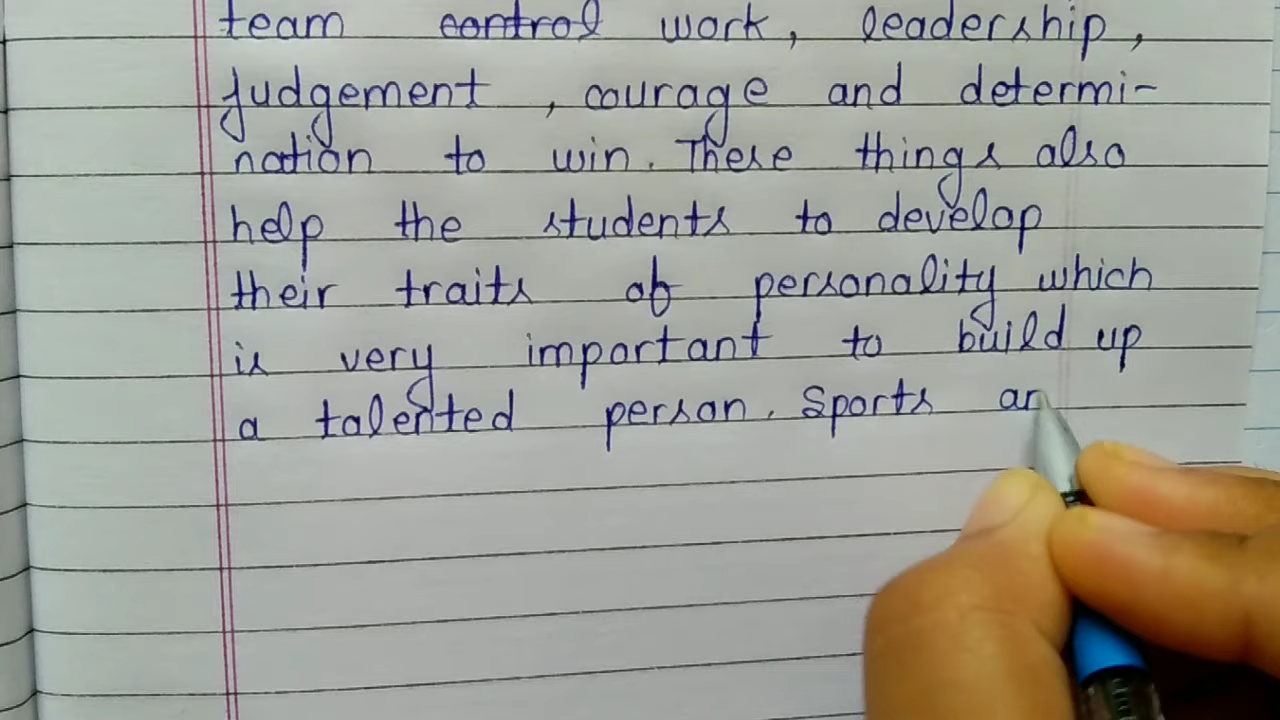 team ~~control~~ work, leadership,
judgement , courage and determi-
nation to win. These things also
help the students to develop
their traits of personality which
is very important to build up
a talented person. Sports ar